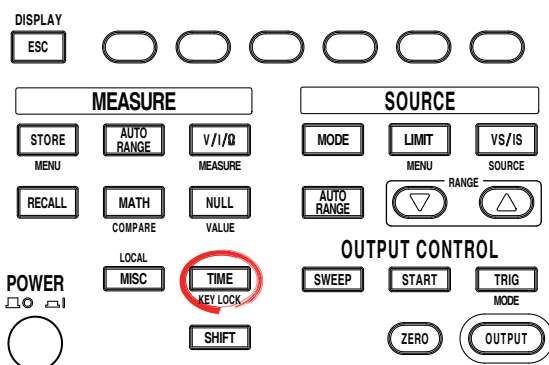 DISPLAY
ESC
MEASURE
SOURCE
STORE
AUTO
RANGE
V/I/Ω
MODE
LIMIT
VS/IS
MENU
MEASURE
MENU
SOURCE
RECALL
MATH
NULL
AUTO
RANGE
RANGE
COMPARE
VALUE
OUTPUT CONTROL
LOCAL
MISC
TIME
SWEEP
START
TRIG
POWER
KEY LOCK
MODE
SHIFT
ZERO
OUTPUT